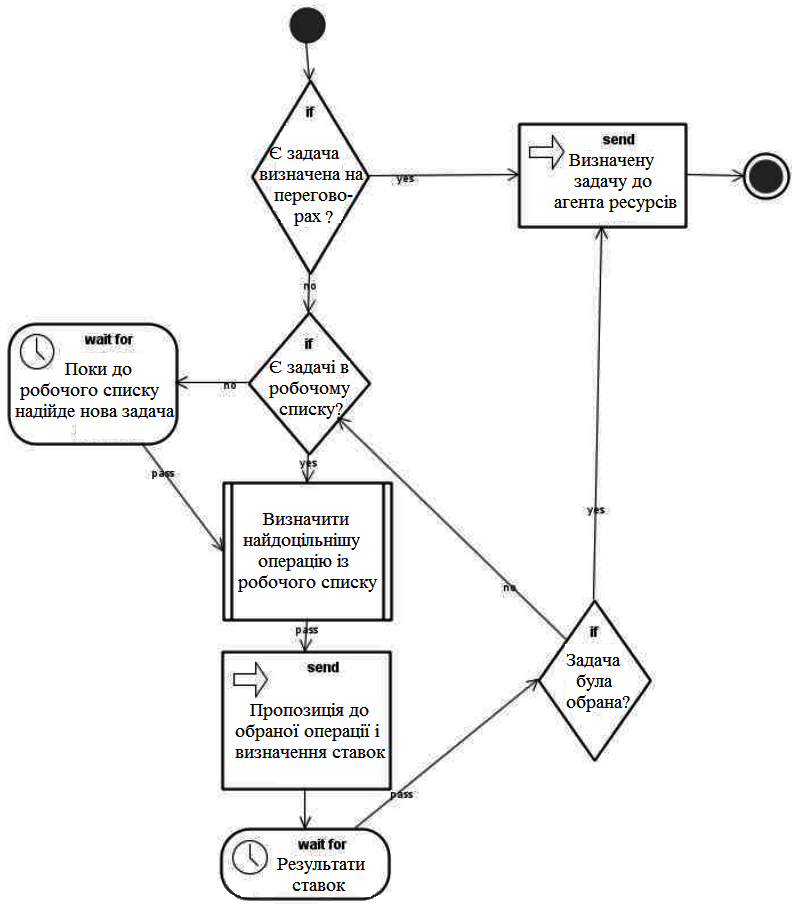 if
Є задача
визначена на
перегово-
рах ?
yes
send
Визначену
задачу до
агента ресурсів
no
if
Є задачі в
робочому
списку?
no
wait for
Поки до
робочого списку
надійде нова задача
pass
yes
Визначити
найдоцільнішу
операцію із
робочого списку
pass
send
Пропозиція до
обраної операції і
визначення ставок
wait for
Результати
ставок
pass
if
Задача
була
обрана?
no
yes